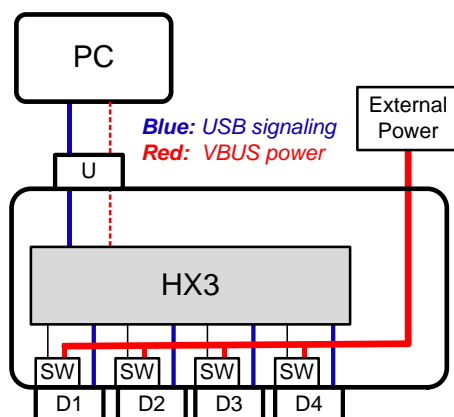 PC
External
Power
Blue: USB signaling
Red: VBUS power
U
HX3
SW SW SW SW
D1 D2 D3 D4